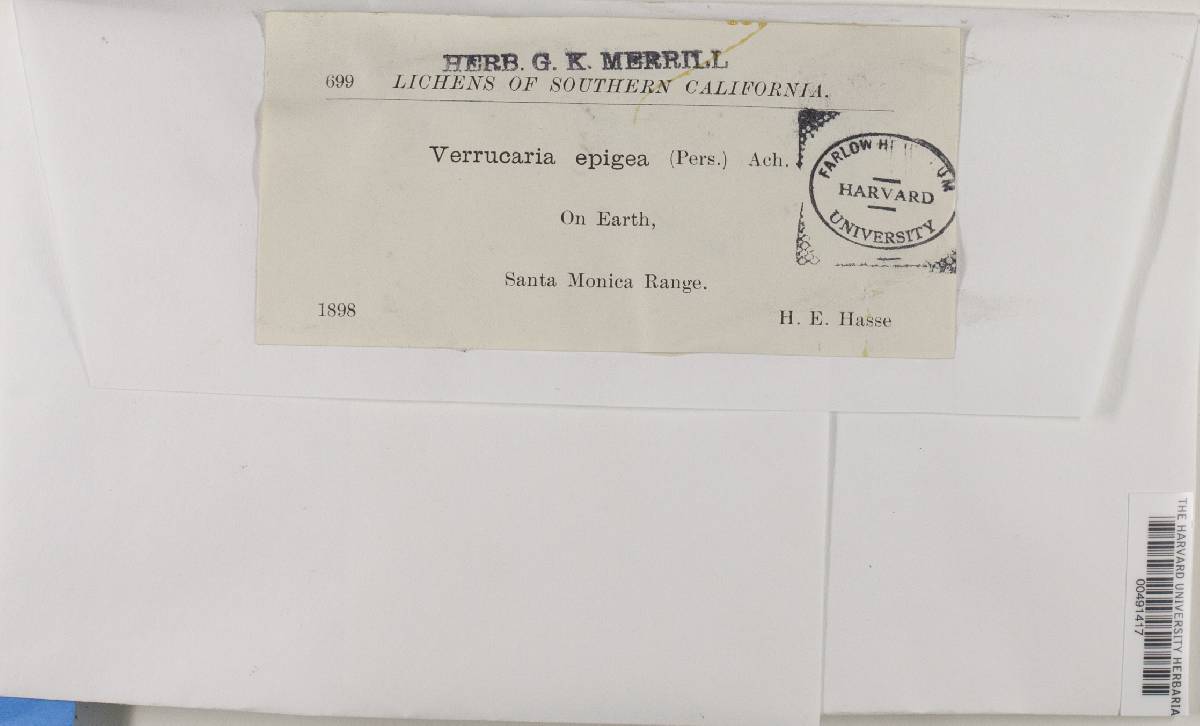 HERB. G. K. MERRILL
699 LICHENS OF SOUTHERN CALIFORNIA.
Verrucaria epigea (Pers.) Ach.
On Earth,
Santa Monica Range.
1898 H. E. Hasse
FARLOW
HARVARD
UNIVERSITY
THE HARVARD UNIVERSITY HERBARIA
00491417